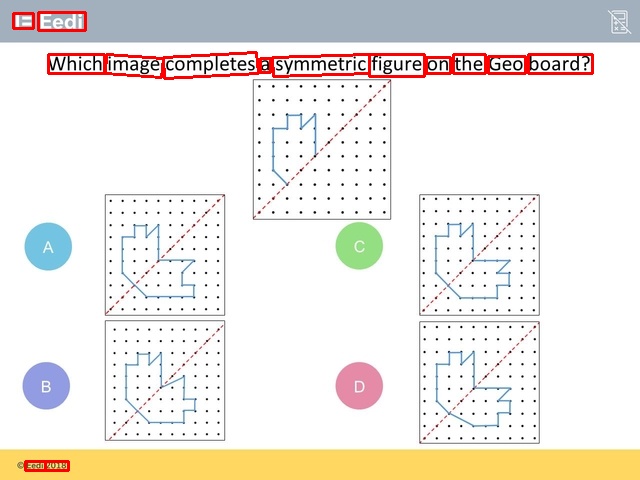 Eedi
Which image completes a symmetric figure on the Geo board?
A
C
B
D
© Eedi 2018